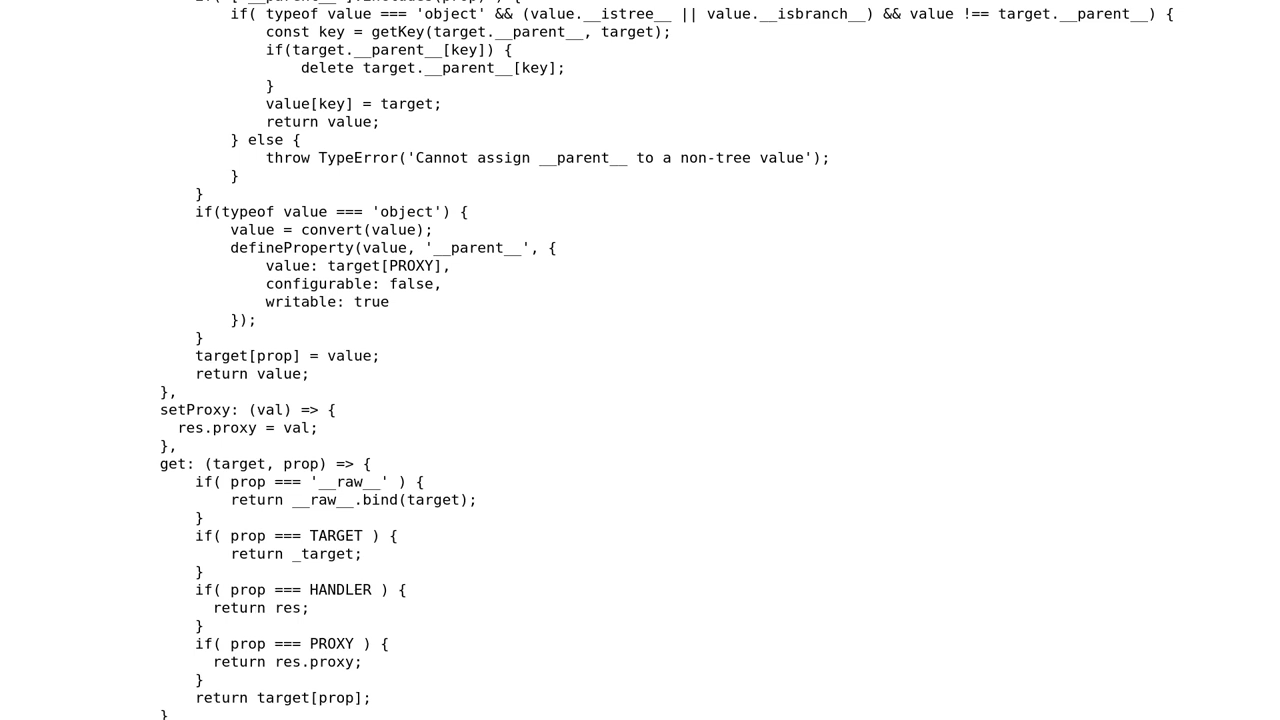 if( typeof value === 'object' && (value.__istree__ || value.__isbranch__) && value !== target.__parent__) {
const key = getKey(target.__parent__, target);
if(target.__parent__[key]) {
delete target.__parent__[key];
}
value[key] = target;
return value;
} else {
throw TypeError('Cannot assign __parent__ to a non-tree value');
}
}
if(typeof value === 'object') {
value = convert(value);
defineProperty(value, '__parent__', {
value: target[PROXY],
configurable: false,
writable: true
});
}
target[prop] = value;
return value;
},
setProxy: (val) => {
res.proxy = val;
},
get: (target, prop) => {
if( prop === '__raw__' ) {
return __raw__.bind(target);
}
if( prop === TARGET ) {
return _target;
}
if( prop === HANDLER ) {
return res;
}
if( prop === PROXY ) {
return res.proxy;
}
return target[prop];
}